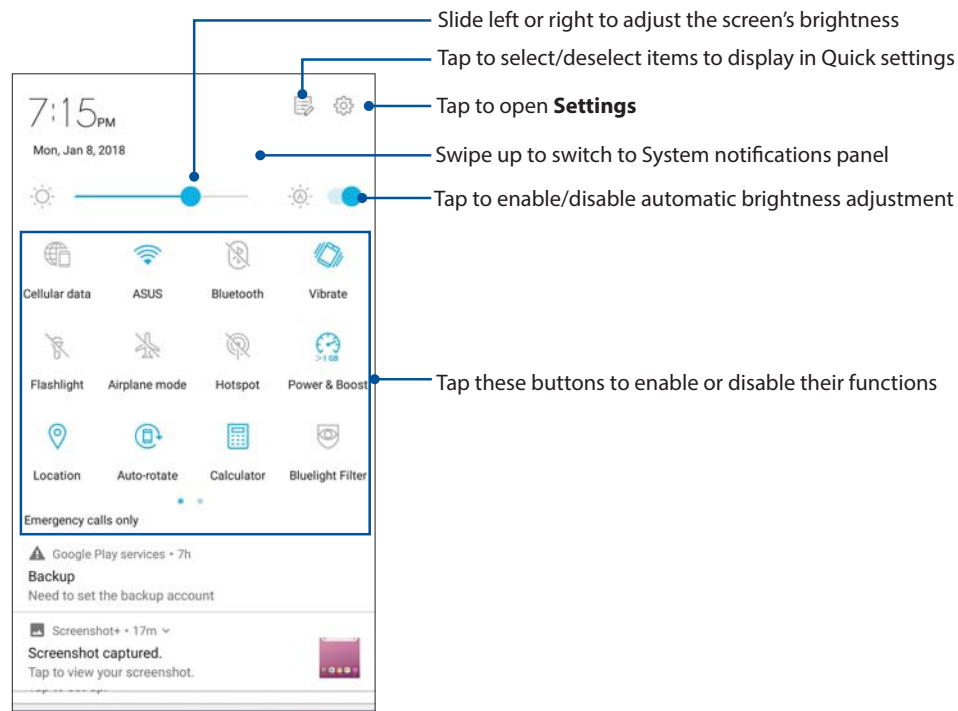 Slide left or right to adjust the screen's brightness
Tap to select/deselect items to display in Quick settings
Tap to open Settings
Swipe up to switch to System notifications panel
Tap to enable/disable automatic brightness adjustment
Tap these buttons to enable or disable their functions
7:15PM
Mon, Jan 8, 2018
A
Cellular data ASUS Bluetooth Vibrate
>1 GB
Flashlight Airplane mode Hotspot Power & Boost
Location Auto-rotate Calculator Bluelight Filter
Emergency calls only
Google Play services • 7h
Backup
Need to set the backup account
Screenshot+ • 17m
Screenshot captured.
Tap to view your screenshot.